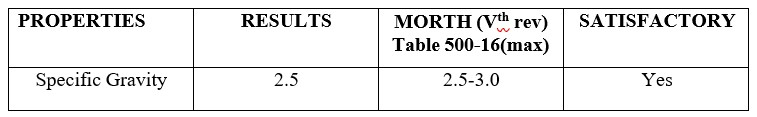 PROPERTIES RESULTS MORTH (Vth rev) SATISFACTORY
Table 500-16(max)
Specific Gravity 2.5 2.5-3.0 Yes